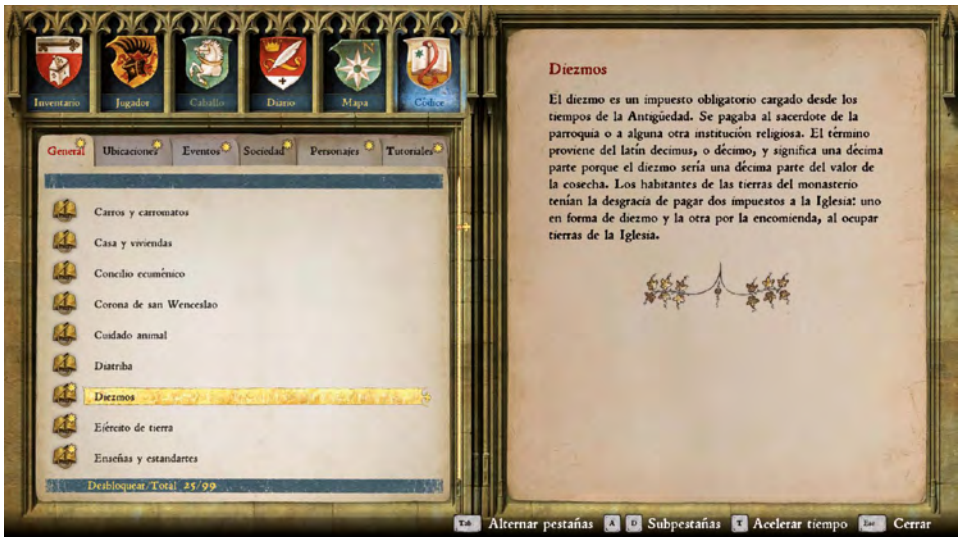 Inventario
Jugador
Caballo
Diario
N
Mapa
Códice
General
Ubicaciones
Eventos
Sociedad
Personajes
Tutoriales
Carros y carromatos
Casa y viviendas
Concilio ecuménico
Corona de san Wenceslao
Cuidado animal
Diatriba
Diezmos
Ejército de tierra
Enseñas y estandartes
Desbloquear/Total 25/99
Diezmos
El diezmo es un impuesto obligatorio cargado desde los
tiempos de la Antigüedad. Se pagaba al sacerdote de la
parroquia o a alguna otra institución religiosa. El término
proviene del latín decimus, o décimo, y significa una décima
parte porque el diezmo sería una décima parte del valor de
la cosecha. Los habitantes de las tierras del monasterio
tenían la desgracia de pagar dos impuestos a la Iglesia: uno
en forma de diezmo y la otra por la encomienda, al ocupar
tierras de la Iglesia.
Tab Alternar pestañas A D Subpestañas T Acelerar tiempo Esc Cerrar